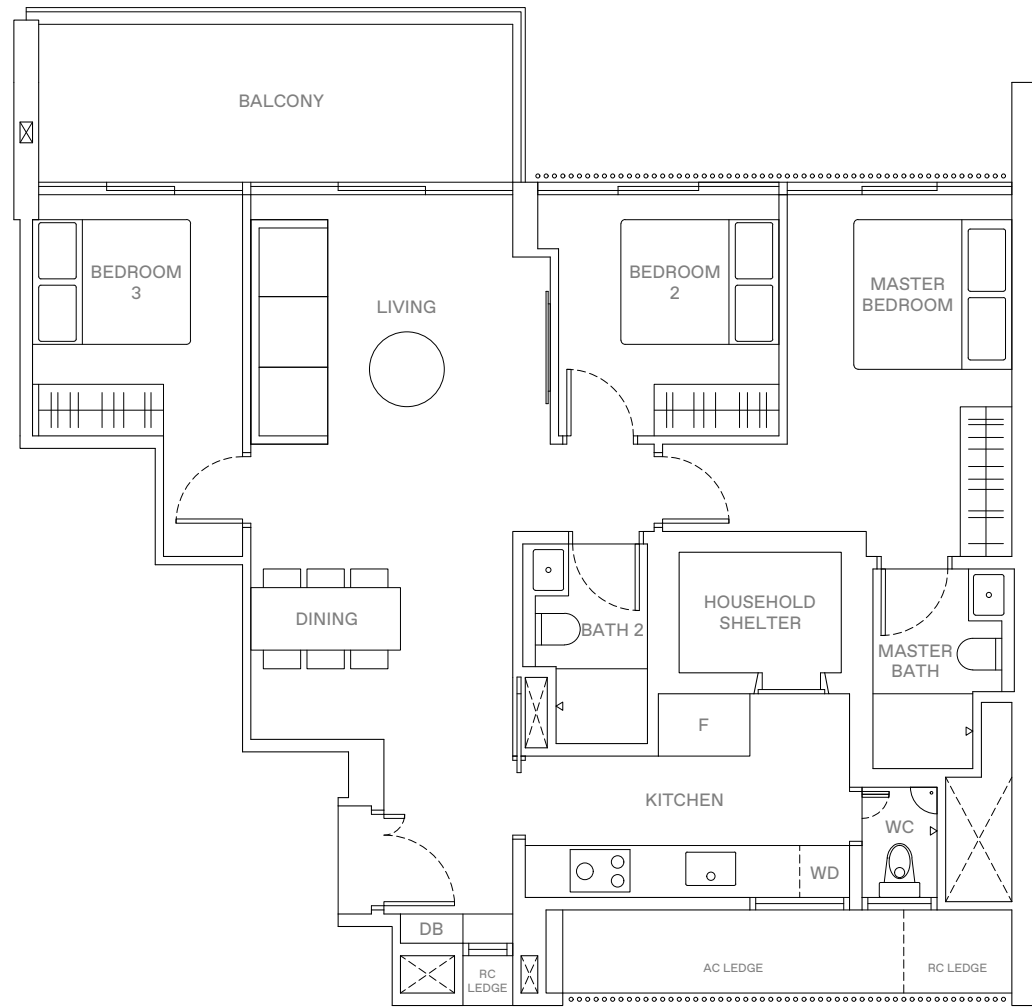 BALCONY
BEDROOM
3
LIVING
BEDROOM
2
MASTER
BEDROOM
DINING
BATH 2
HOUSEHOLD
SHELTER
MASTER
BATH
F
KITCHEN
WC
WD
DB
RC
LEDGE
AC LEDGE
RC LEDGE